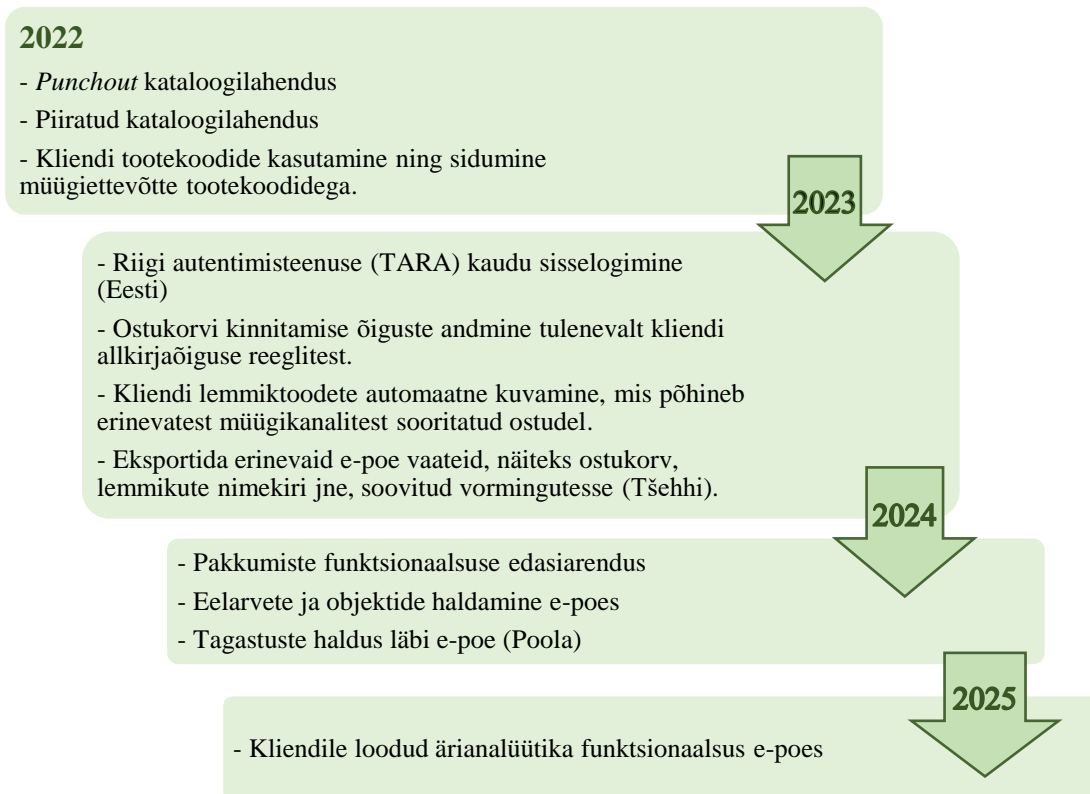 2022
- Punchout kataloogilahendus
- Piiratud kataloogilahendus
- Kliendi tootekoodide kasutamine ning sidumine
müügiettevõtte tootekoodidega.
2023
- Riigi autentimisteenuse (TARA) kaudu sisselogimine
(Eesti)
- Ostukorvi kinnitamise õiguste andmine tulenevalt kliendi
allkirjaõiguse reeglitest.
- Kliendi lemmiktoodete automaatne kuvamine, mis põhineb
erinevatest müügikanalitest sooritatud ostudel.
- Eksportida erinevaid e-poe vaateid, näiteks ostukorv,
lemmikute nimekiri jne, soovitud vormingutesse (Tšehhi).
2024
- Pakkumiste funktsionaalsuse edasiarendus
- Eelarvete ja objektide haldamine e-poes
- Tagastuste haldus läbi e-poe (Poola)
2025
- Kliendile loodud ärianalüütika funktsionaalsus e-poes